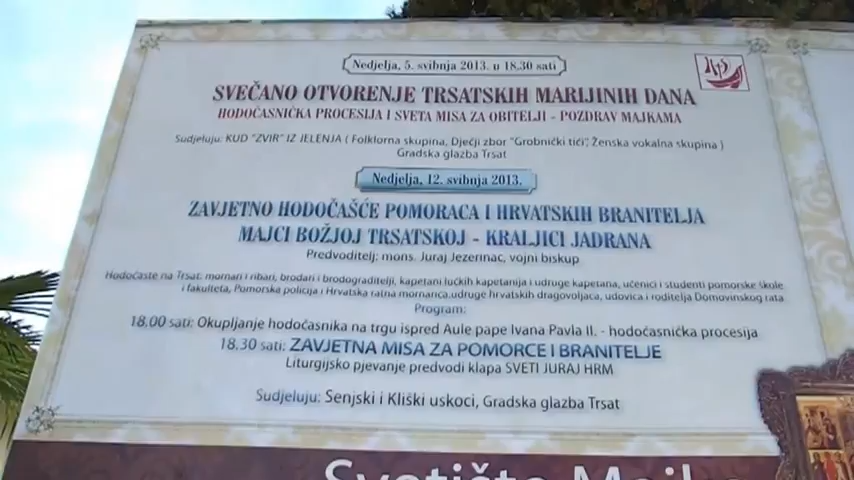 Nedjelja, 5. svibnja 2013. u 18,30 sati
SVEČANO OTVORENJE TRSATSKIH MARIJINIH DANA
HODOČASNIČKA PROCESIJA I SVETA MISA ZA OBITELJI - POZDRAV MAJKAMA
Sudjeluju: KUD "ZVIR" IZ JELENJA ( Folklorna skupina, Dječji zbor "Grobnički tići", Ženska vokalna skupina )
Gradska glazba Trsat
Nedjelja, 12. svibnja 2013.
ZAVJETNO HODOČAŠĆE POMORACA I HRVATSKIH BRANITELJA
MAJCI BOŽJOJ TRSATSKOJ - KRALJICI JADRANA
Predvoditelj: mons. Juraj Jezerinac, vojni biskup
Hodočaste na Trsat: mornari i ribari, brodari i brodograditelji, kapetani lučkih kapetanija i udruge kapetana, učenici i studenti pomorske škole
i fakulteta, Pomorska policija i Hrvatska ratna mornarica,udruge hrvatskih dragovoljaca, udovica i roditelja Domovinskog rata
Program:
18.00 sati: Okupljanje hodočasnika na trgu ispred Aule pape Ivana Pavla II. - hodočasnička procesija
18.30 sati: ZAVJETNA MISA ZA POMORCE I BRANITELJE
Liturgijsko pjevanje predvodi klapa SVETI JURAJ HRM
Sudjeluju: Senjski i Kliški uskoci, Gradska glazba Trsat
Svetište Majke